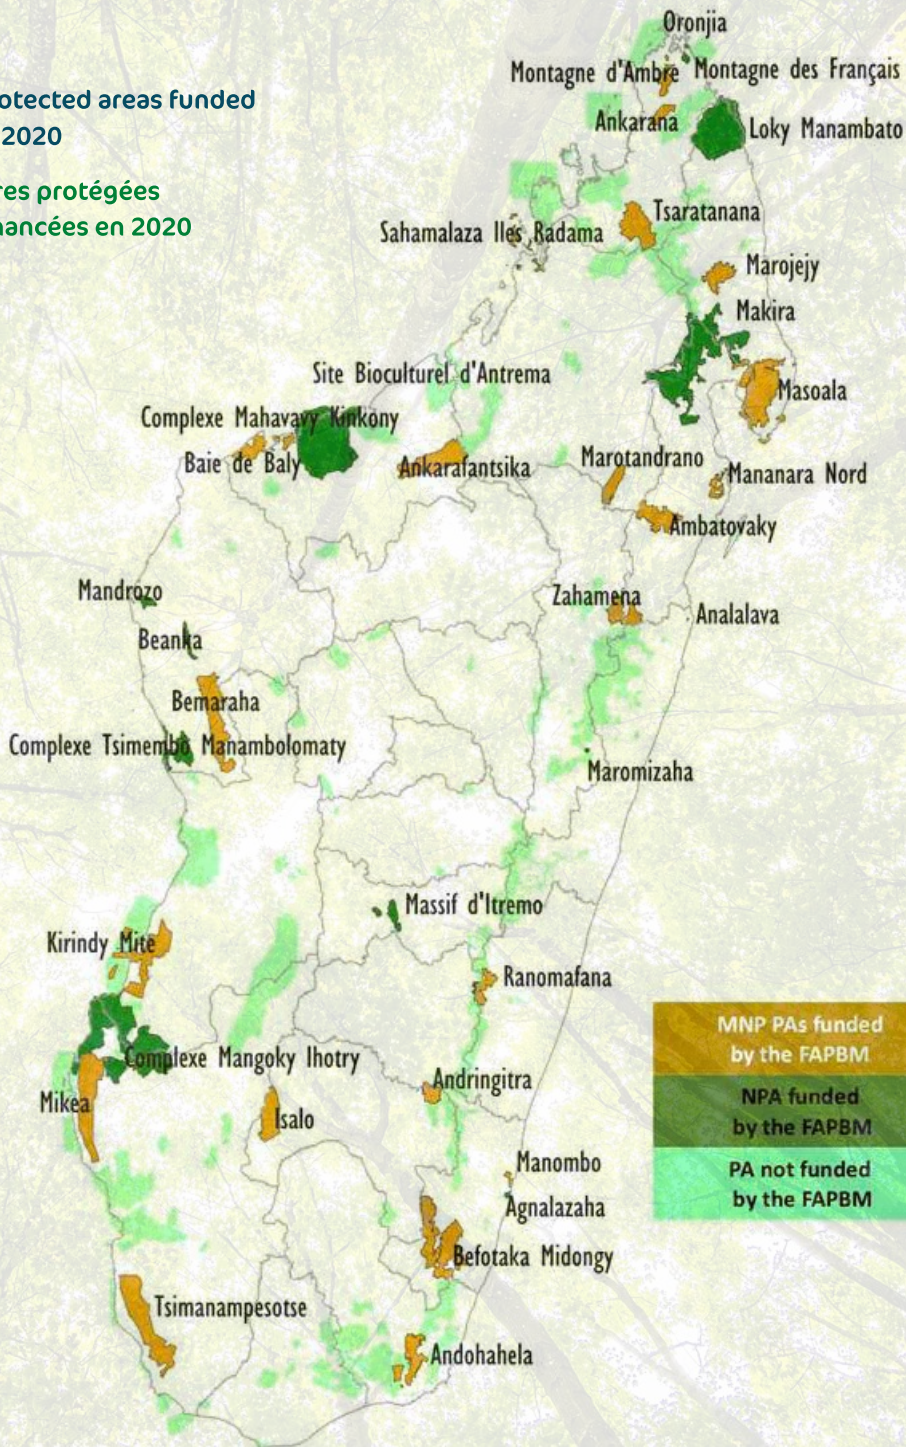 otected areas funded
2020
res protégées
nancées en 2020
Oronjia
Montagne d'Ambre
Montagne des Français
Ankarana
Loky Manambato
Tsaratanana
Sahamalaza Iles Radama
Marojejy
Makira
Site Bioculturel d'Antrema
Masoala
Complexe Mahavavy Kinkony
Baie de Baly
Ankarafantsika
Marotandrano
Mananara Nord
Ambatovaky
Mandrozo
Zahamena
Analalava
Beanka
Bemaraha
Complexe Tsimembo Manambolomaty
Maromizaha
Massif d'Itremo
Kirindy Mite
Ranomafana
MNP PAs funded
by the FAPBM
NPA funded
by the FAPBM
PA not funded
by the FAPBM
Complexe Mangoky Ihotry
Andringitra
Mikea
Isalo
Manombo
Agnalazaha
Befotaka Midongy
Tsimanampesotse
Andohahela